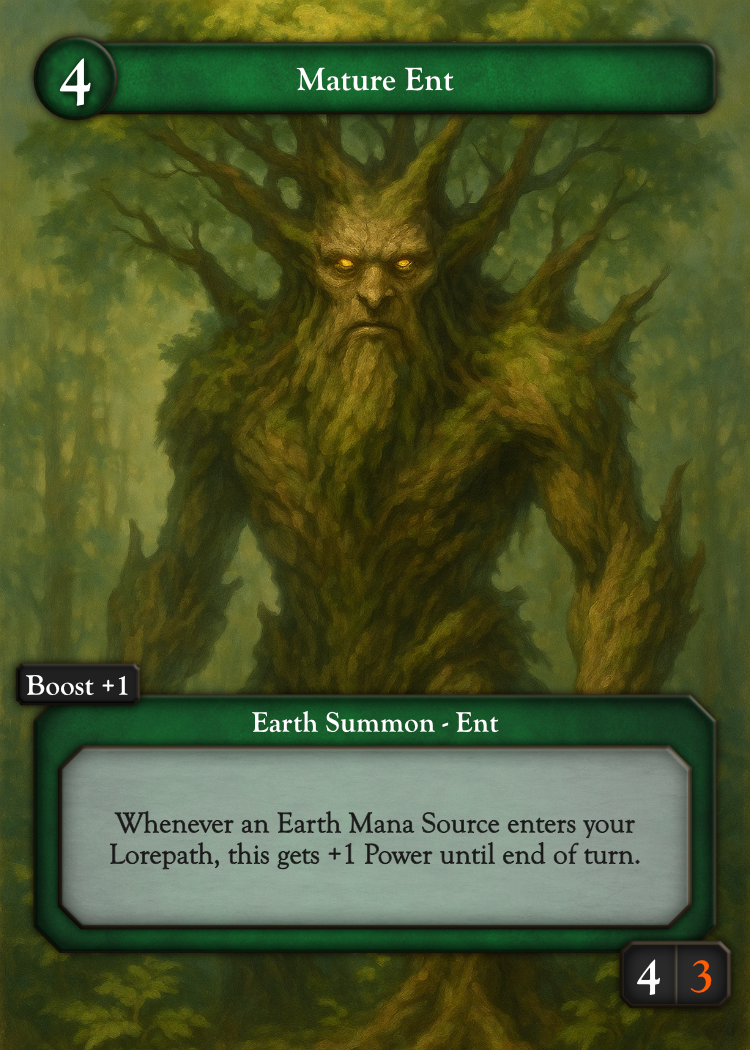 4
Mature Ent
Boost +1
Earth Summon - Ent
Whenever an Earth Mana Source enters your
Lorepath, this gets +1 Power until end of turn.
4 3